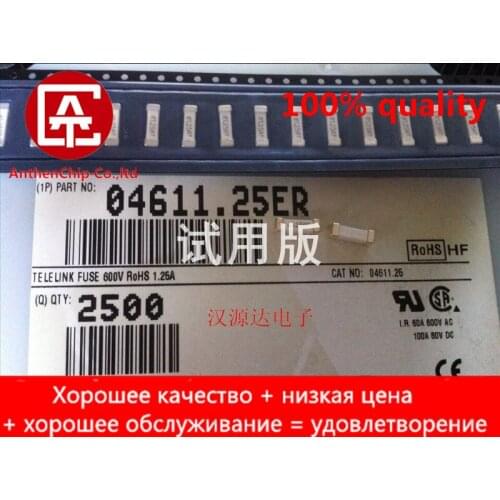 100% quality
AnthenChip Co.,ltd
(1P) PART NO:
04611.25ER
试用版
RoHS HF
TELELINK FUSE 600V RoHS 1.25A
CAT NO: 04611.25
(Q) QTY:
2500
汉源达电子
I.R. 60A 600V AC
100A 60V DC
Хорошее качество + низкая цена
+ хорошее обслуживание = удовлетворение